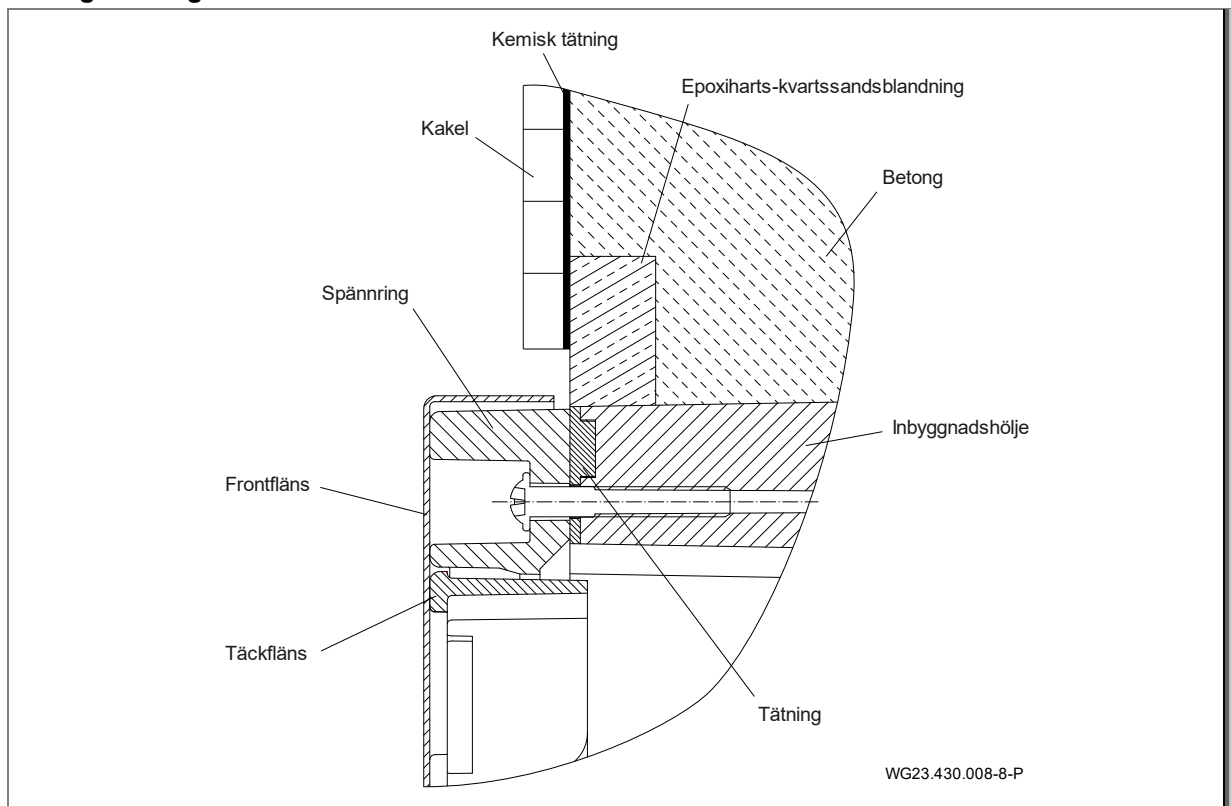 Kemisk tätning
Epoxiharts-kvartssandsblandning
Kakel
Betong
Spännring
Inbyggnadshölje
Frontfläns
Täckfläns
Tätning
WG23.430.008-8-P